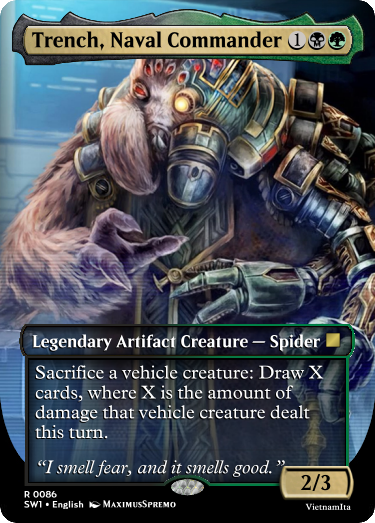 Trench, Naval Commander 1
Legendary Artifact Creature — Spider
Sacrifice a vehicle creature: Draw X
cards, where X is the amount of
damage that vehicle creature dealt
this turn.
“I smell fear, and it smells good.”
2/3
R 0086
SW1 • English MaximusSpremo
VietnamIta